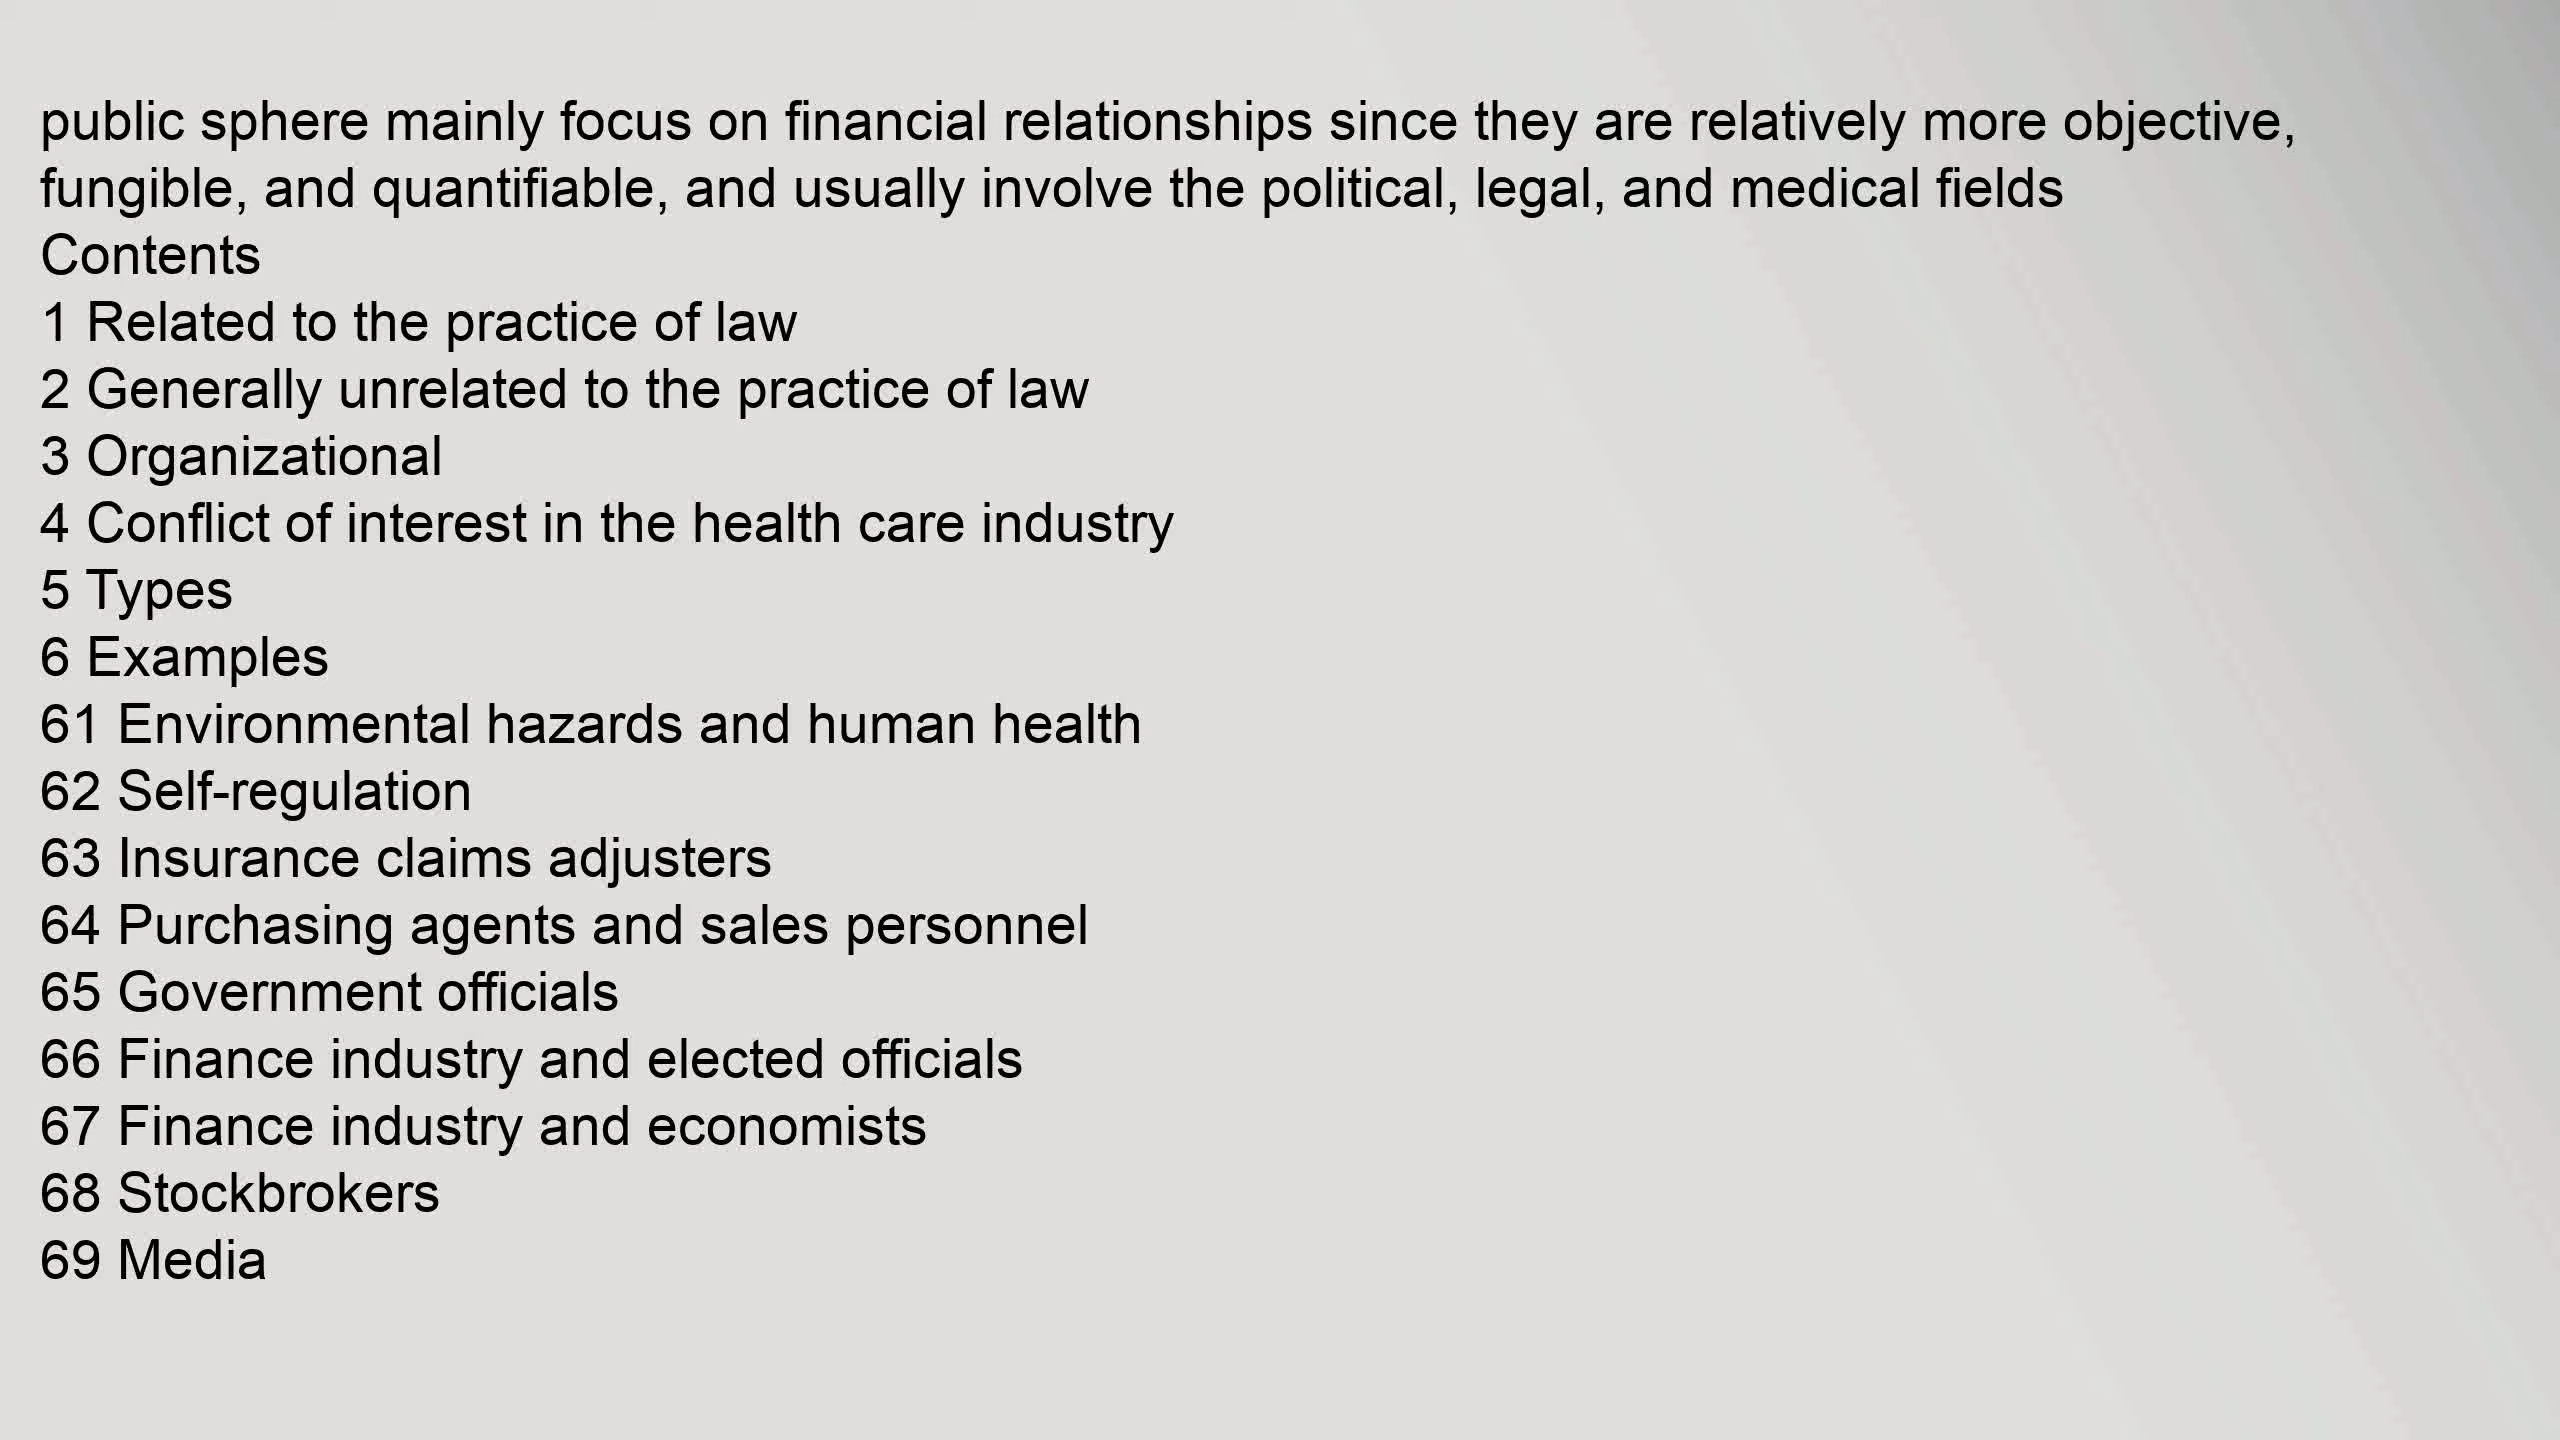 public sphere mainly focus on financial relationships since they are relatively more objective,
fungible, and quantifiable, and usually involve the political, legal, and medical fields
Contents
1 Related to the practice of law
2 Generally unrelated to the practice of law
3 Organizational
4 Conflict of interest in the health care industry
5 Types
6 Examples
61 Environmental hazards and human health
62 Self-regulation
63 Insurance claims adjusters
64 Purchasing agents and sales personnel
65 Government officials
66 Finance industry and elected officials
67 Finance industry and economists
68 Stockbrokers
69 Media